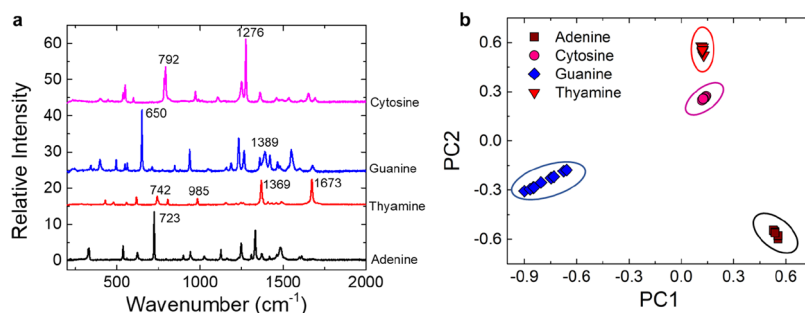 a
Relative Intensity
60
50
40
30
20
10
0
1276
792
Cytosine
650
1389
Guanine
742
985
1369
1673
Thyamine
723
Adenine
500
1000
1500
2000
Wavenumber (cm-1)
b
PC2
0.6
0.3
0.0
-0.3
-0.6
Adenine
Cytosine
Guanine
Thyamine
-0.9
-0.6
-0.3
0.0
0.3
0.6
PC1